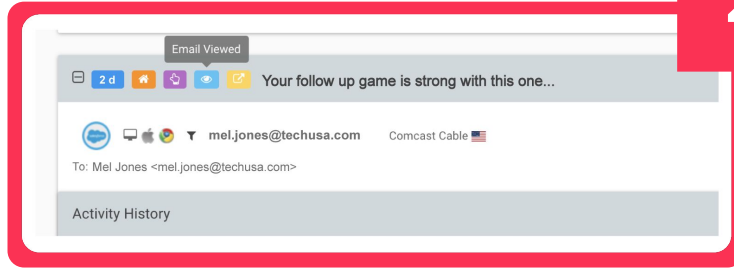 Email Viewed
2 d Your follow up game is strong with this one...
mel.jones@techusa.com Comcast Cable
To: Mel Jones <mel.jones@techusa.com>
Activity History